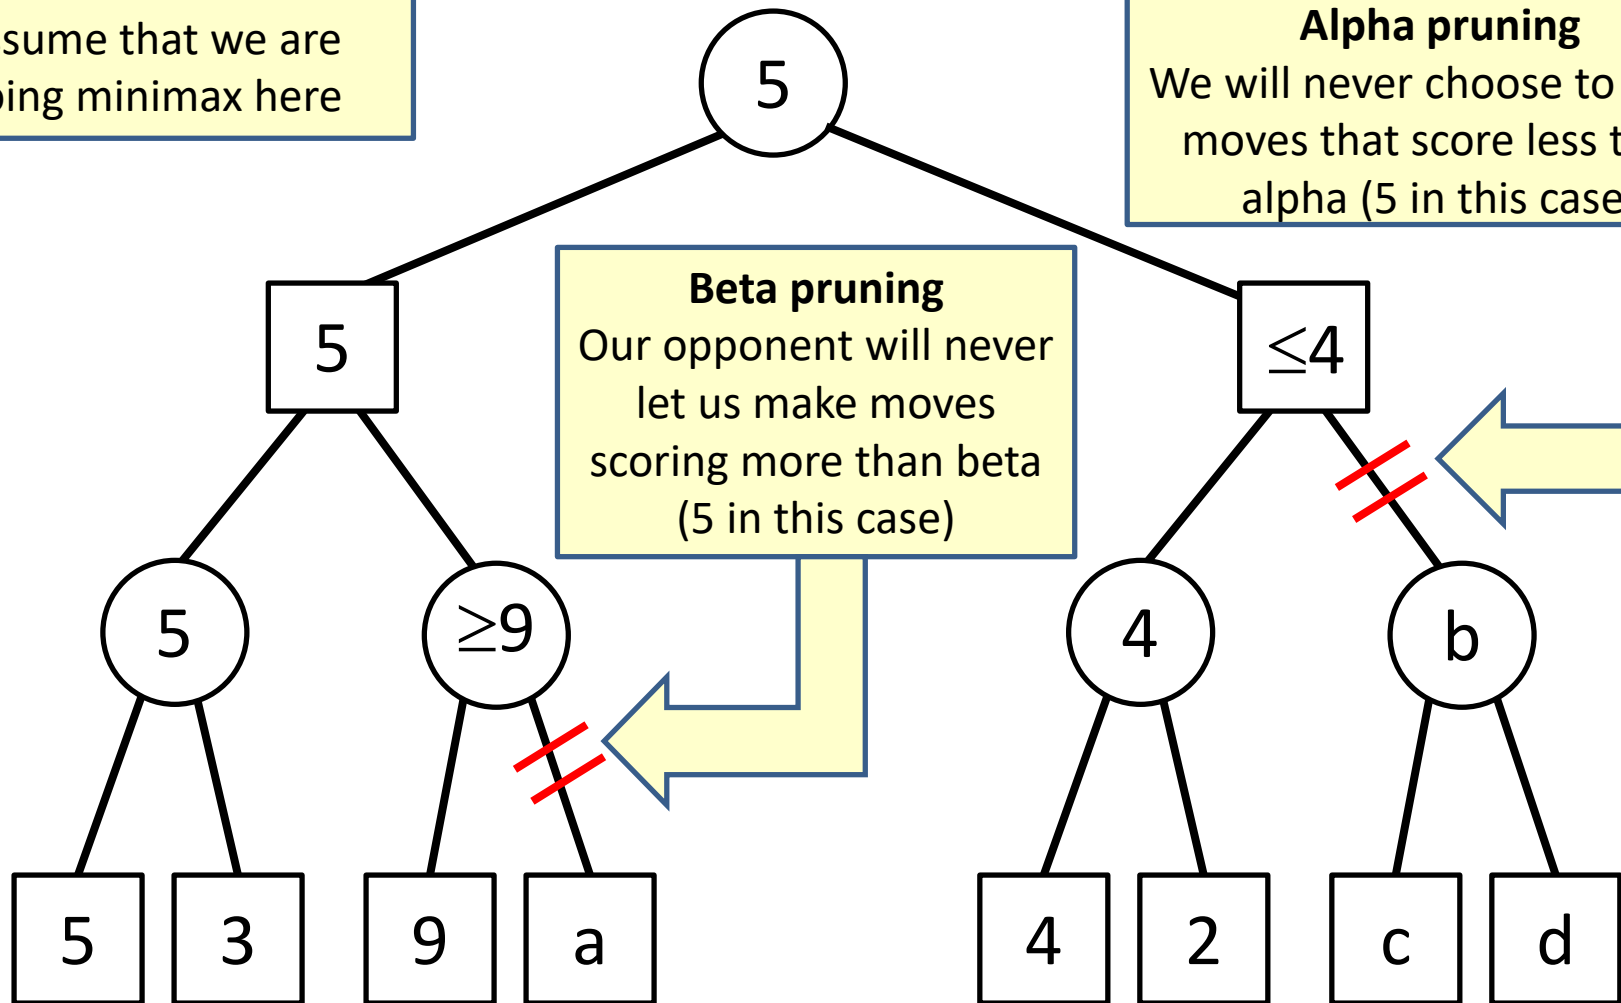 sume that we are
ing minimax here
5
Alpha pruning
We will never choose to
moves that score less
alpha (5 in this case
Beta pruning
Our opponent will never
let us make moves
scoring more than beta
(5 in this case)
5
≤4
5
≥9
4
b
5 3 9 a 4 2 c d